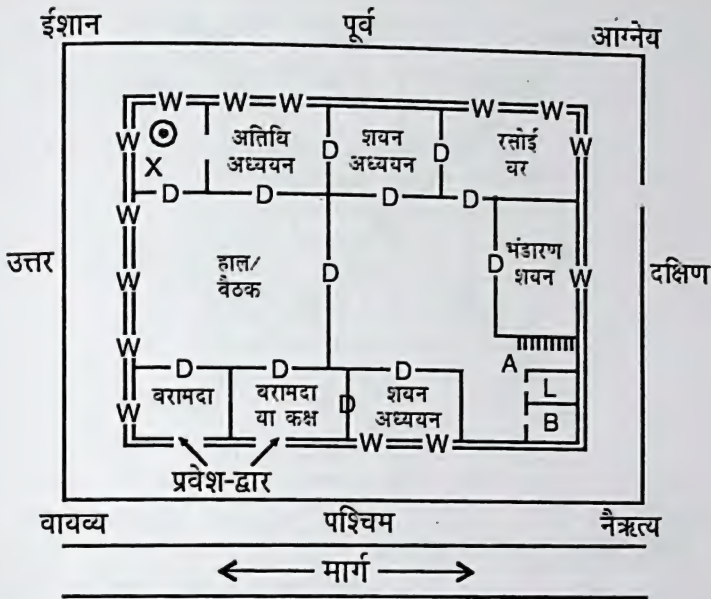 ईशान पूर्व आग्नेय
W W W W W
W अतिथि शयन रसोई W
X अध्ययन D अध्ययन D घर
D D D D
W
उत्तर हाल/ D D भंडारण दक्षिण
W बैठक शयन W
W A
D D D L
W वरामदा वरामदा D शयन B
या कक्ष अध्ययन
W W
प्रवेश-द्वार
वायव्य पश्चिम नैऋत्य
मार्ग